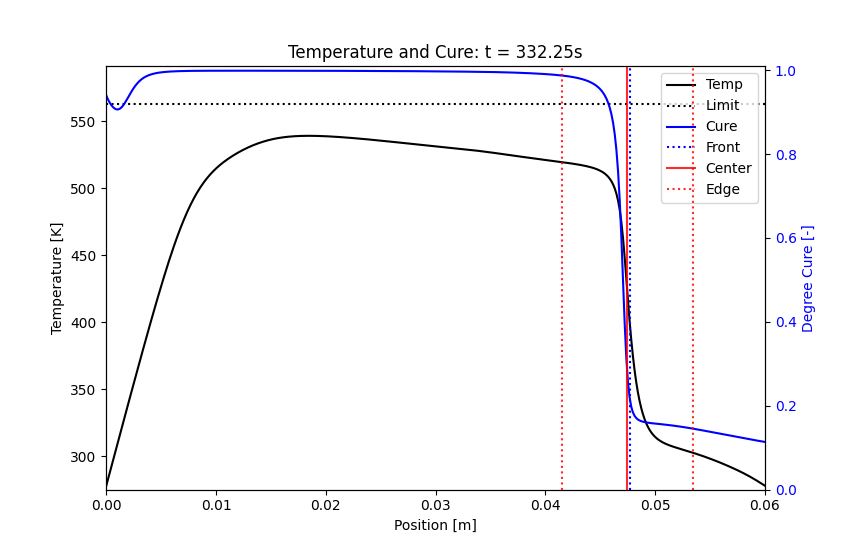 Temperature and Cure: t = 332.25s
Temperature [K]
550
500
450
400
350
300
Temp
Limit
Cure
Front
Center
Edge
1.0
0.8
0.6
0.4
0.2
0.0
Degree Cure [-]
0.00
0.01
0.02
0.03
0.04
0.05
0.06
Position [m]